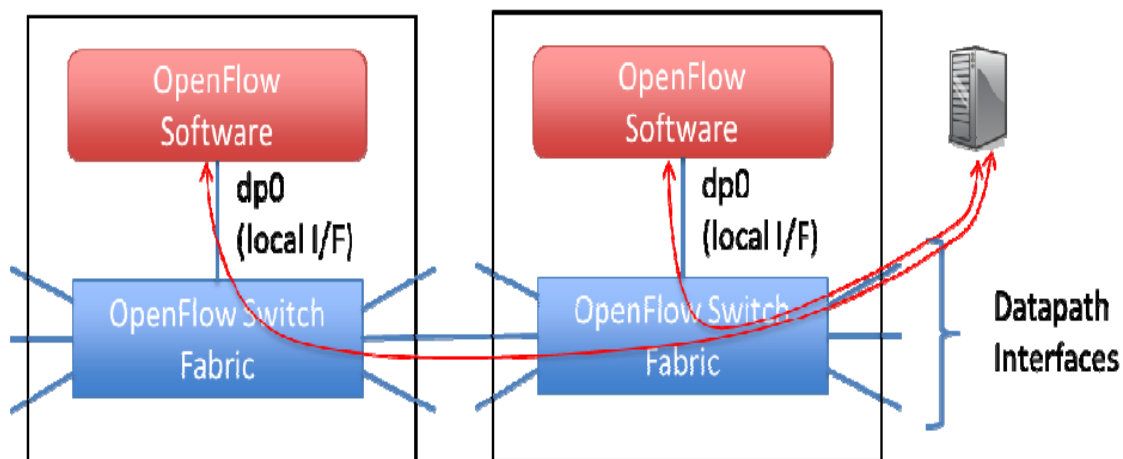 OpenFlow
Software
dp0
(local I/F)
OpenFlow Switch
Fabric
OpenFlow
Software
dp0
(local I/F)
OpenFlow Switch
Fabric
Datapath
Interfaces